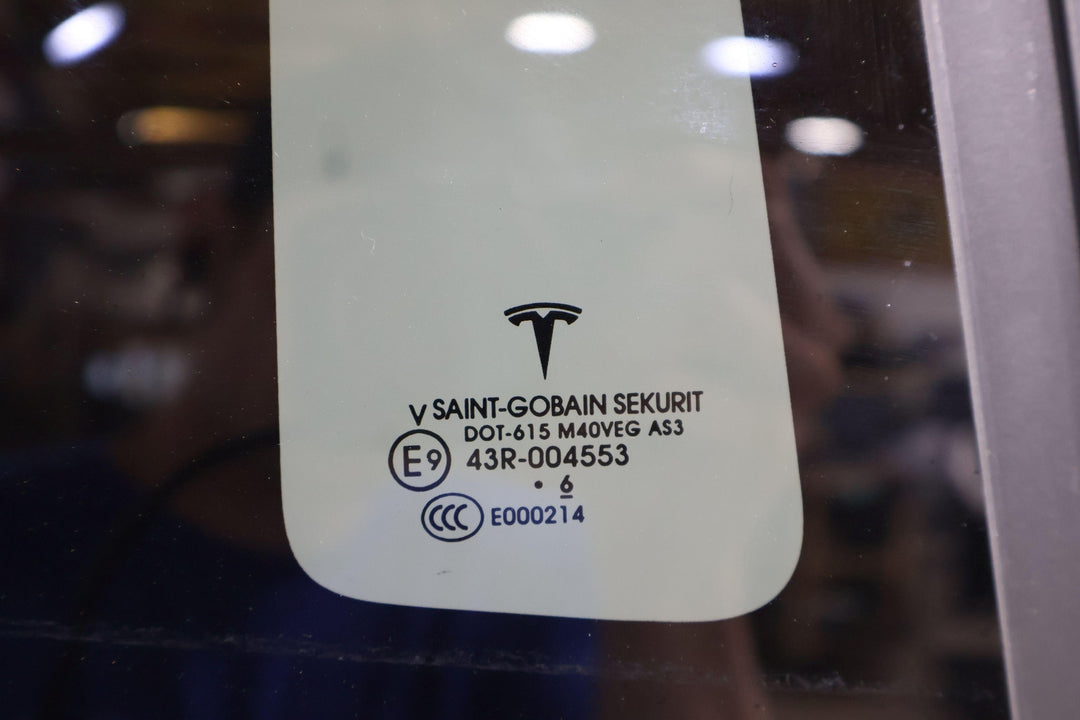 V SAINT-GOBAIN SEKURIT
DOT-615 M40VEG AS3
E9 43R-004553
• 6
CCC E000214